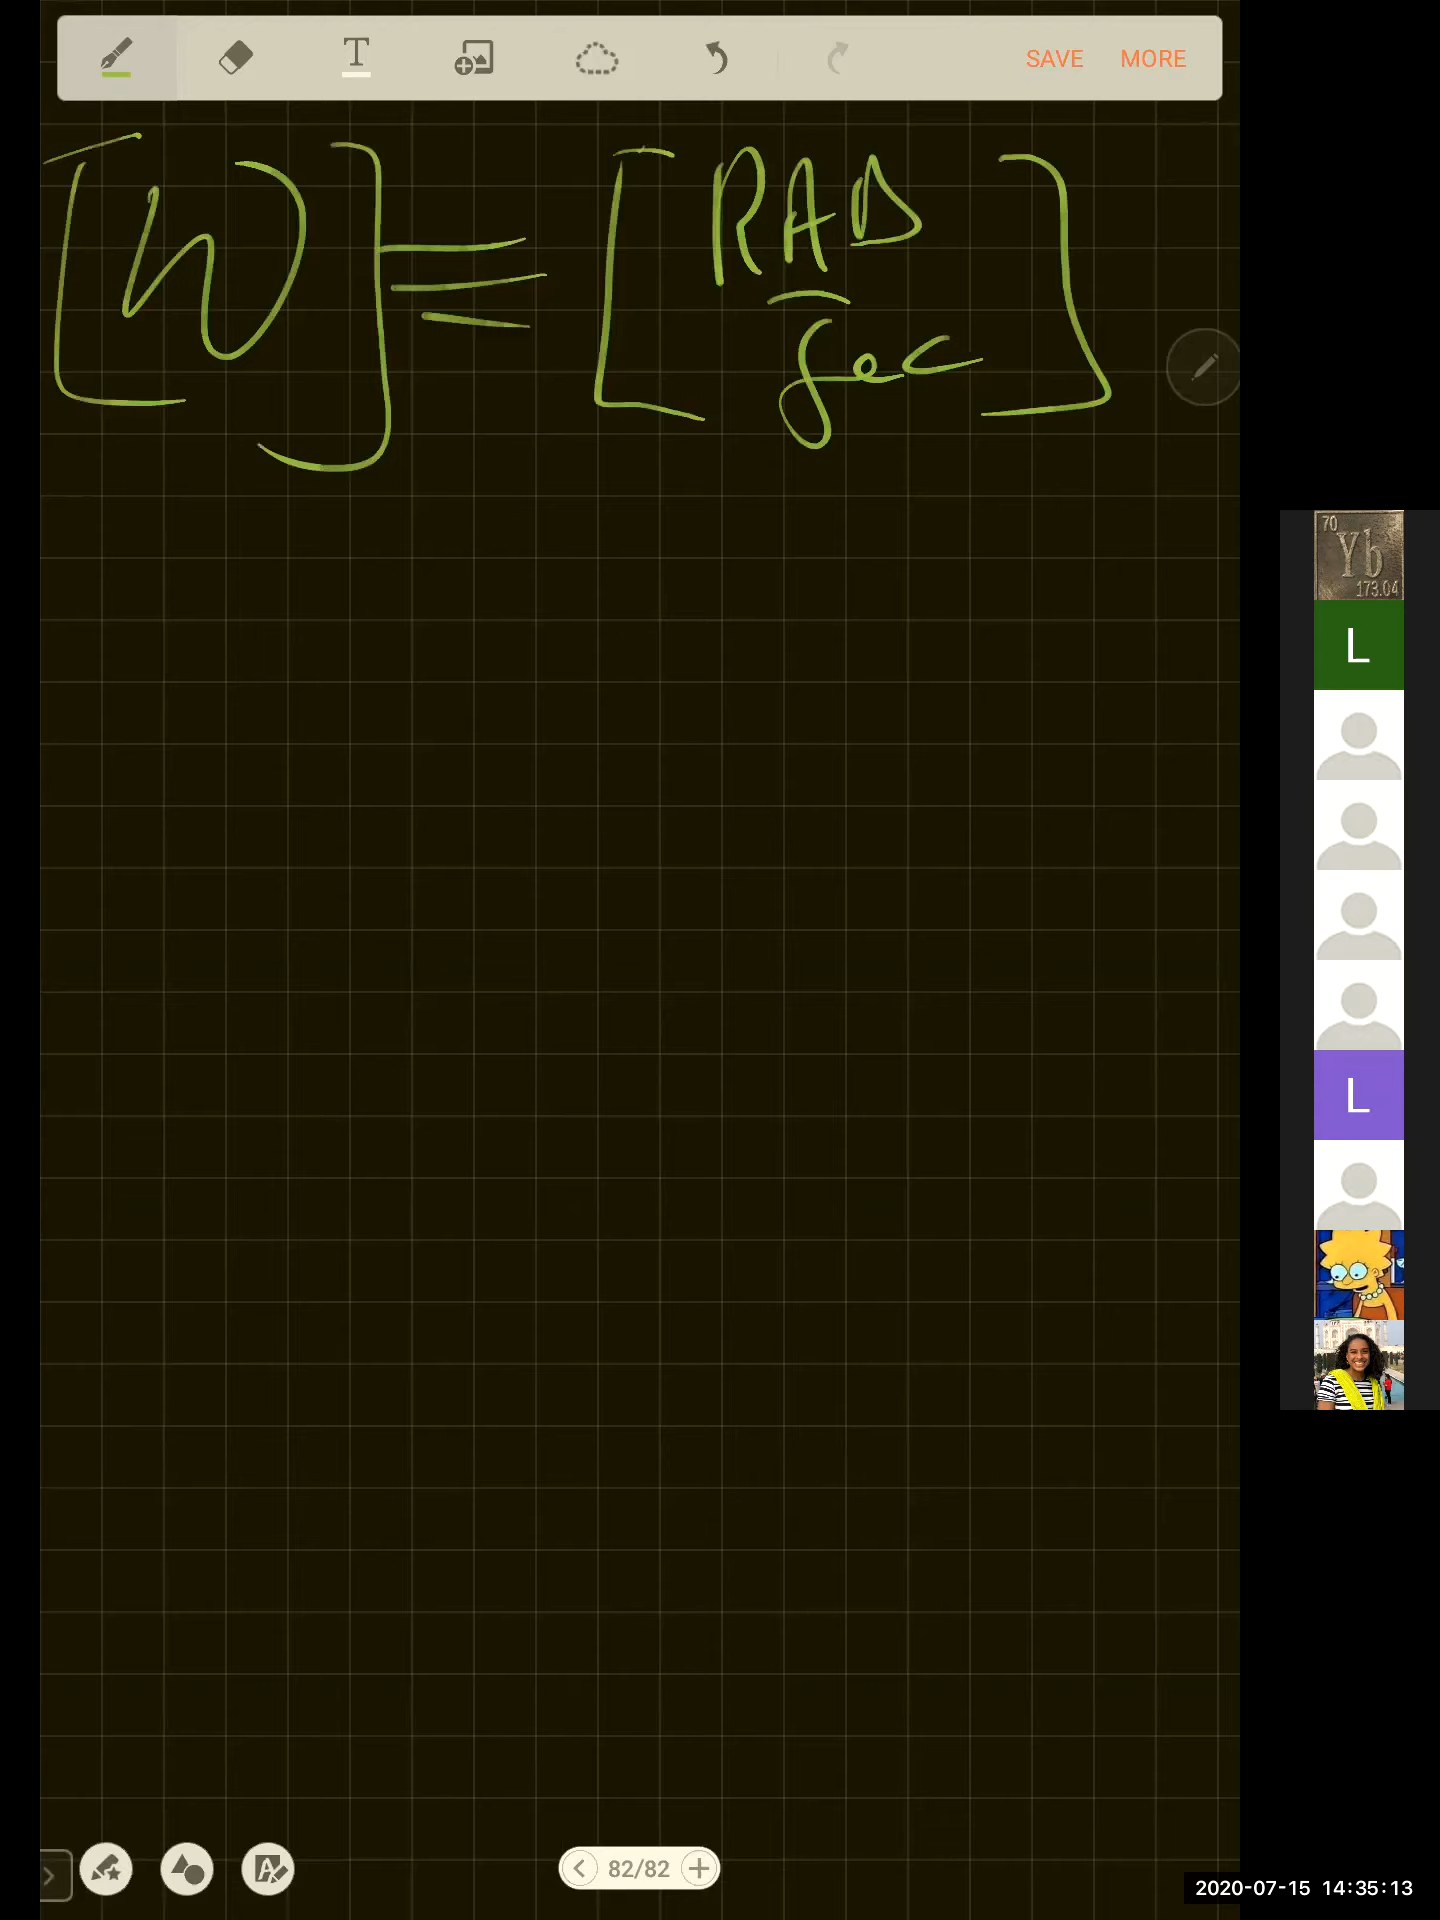 T SAVE MORE
[W] ≡ [RAD
sec]
70
Yb
173.04
L
L
82/82
2020-07-15 14:35:13